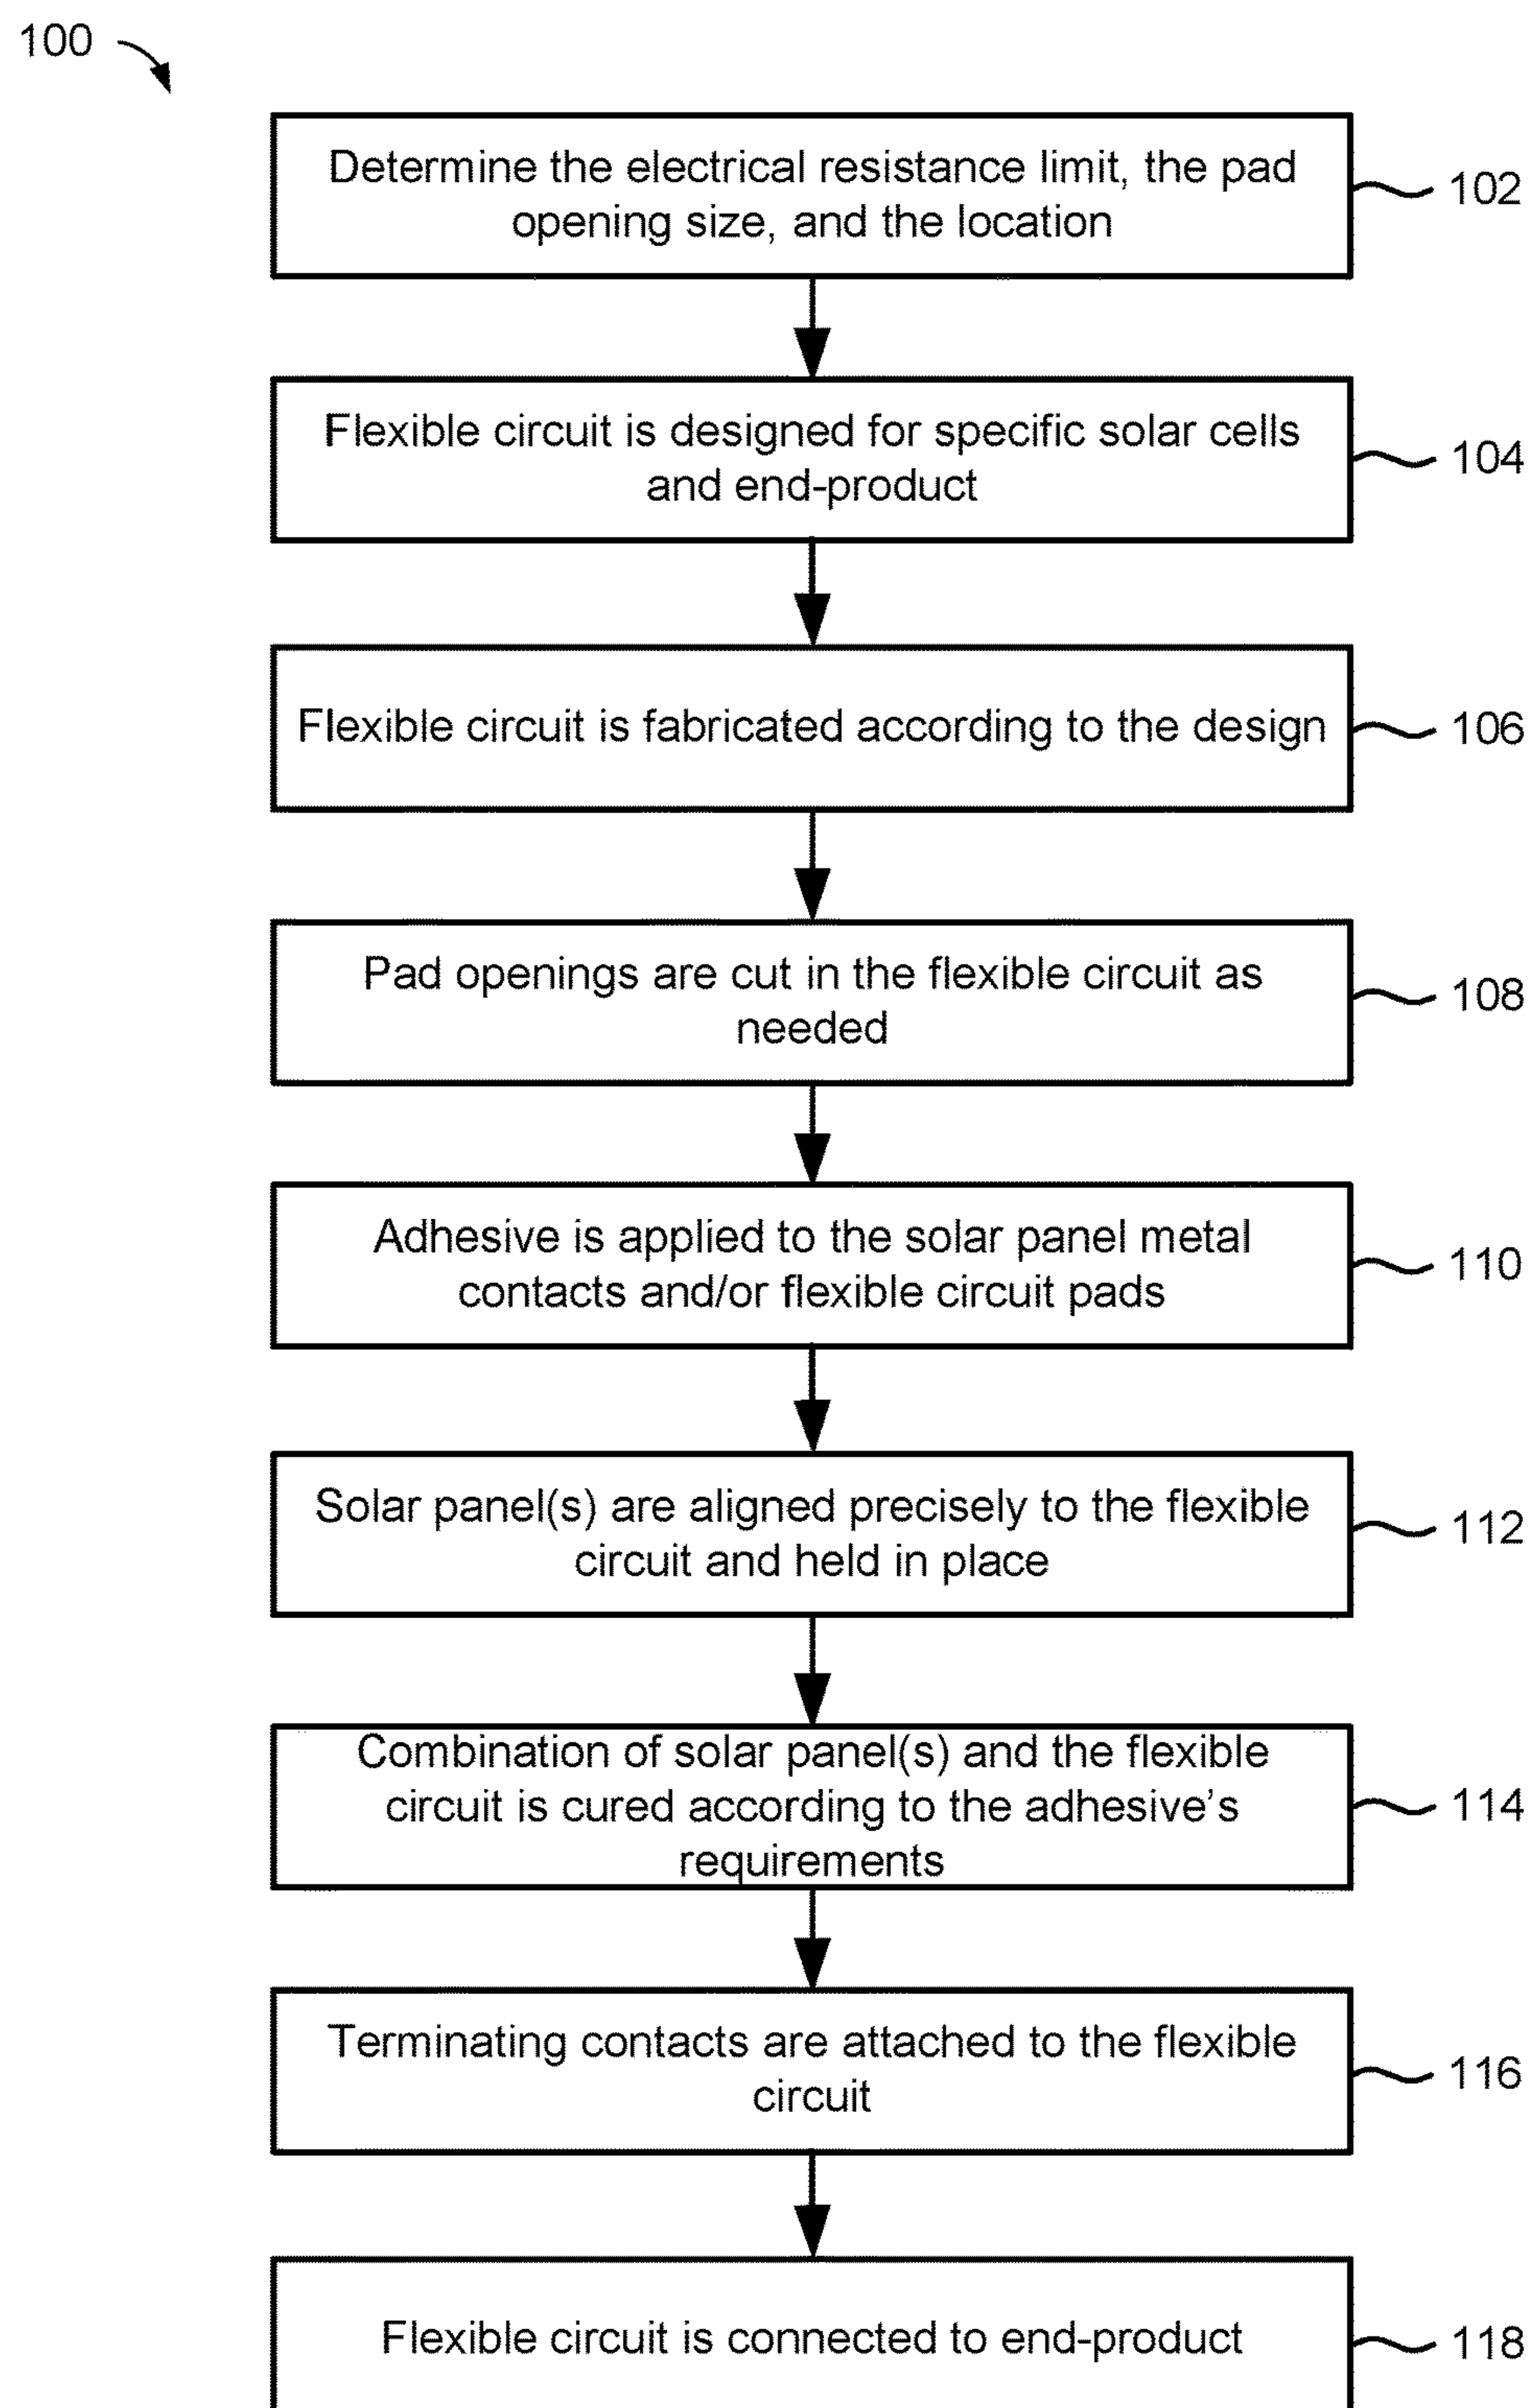 100
Determine the electrical resistance limit, the pad
opening size, and the location
102
Flexible circuit is designed for specific solar cells
and end-product
104
Flexible circuit is fabricated according to the design
106
Pad openings are cut in the flexible circuit as
needed
108
Adhesive is applied to the solar panel metal
contacts and/or flexible circuit pads
110
Solar panel(s) are aligned precisely to the flexible
circuit and held in place
112
Combination of solar panel(s) and the flexible
circuit is cured according to the adhesive’s
requirements
114
Terminating contacts are attached to the flexible
circuit
116
Flexible circuit is connected to end-product
118